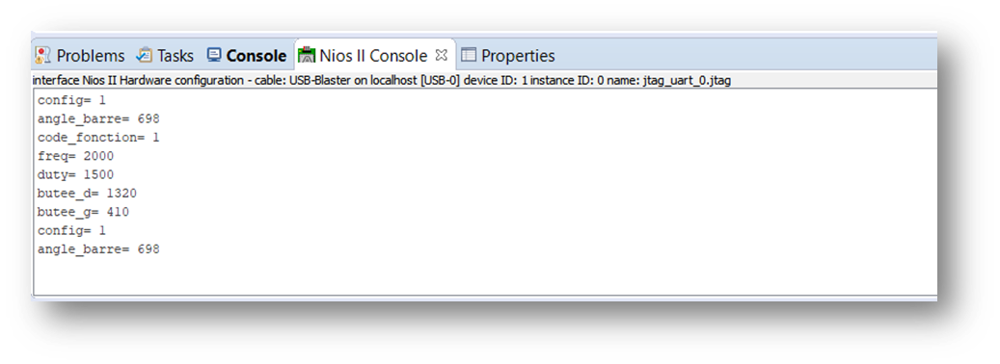 Problems Tasks Console Nios II Console Properties
interface Nios II Hardware configuration - cable: USB-Blaster on localhost [USB-0] device ID: 1 instance ID: 0 name: jtag_uart_0.jtag
config= 1
angle_barre= 698
code_fonction= 1
freq= 2000
duty= 1500
butee_d= 1320
butee_g= 410
config= 1
angle_barre= 698